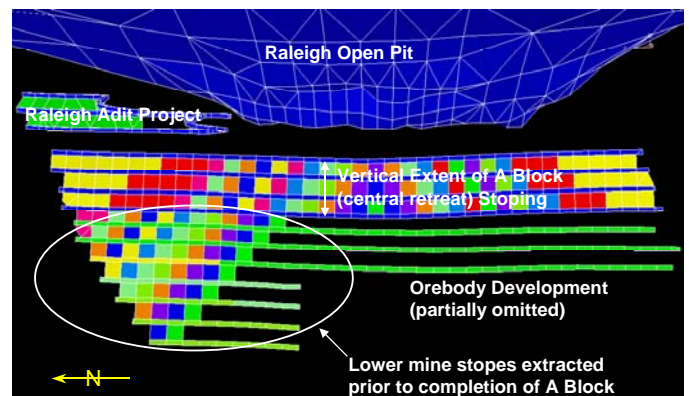 Raleigh Open Pit
Raleigh Adit Project
Vertical Extent of A Block
(central retreat) Stoping
Orebody Development
(partially omitted)
Lower mine stopes extracted
prior to completion of A Block
N